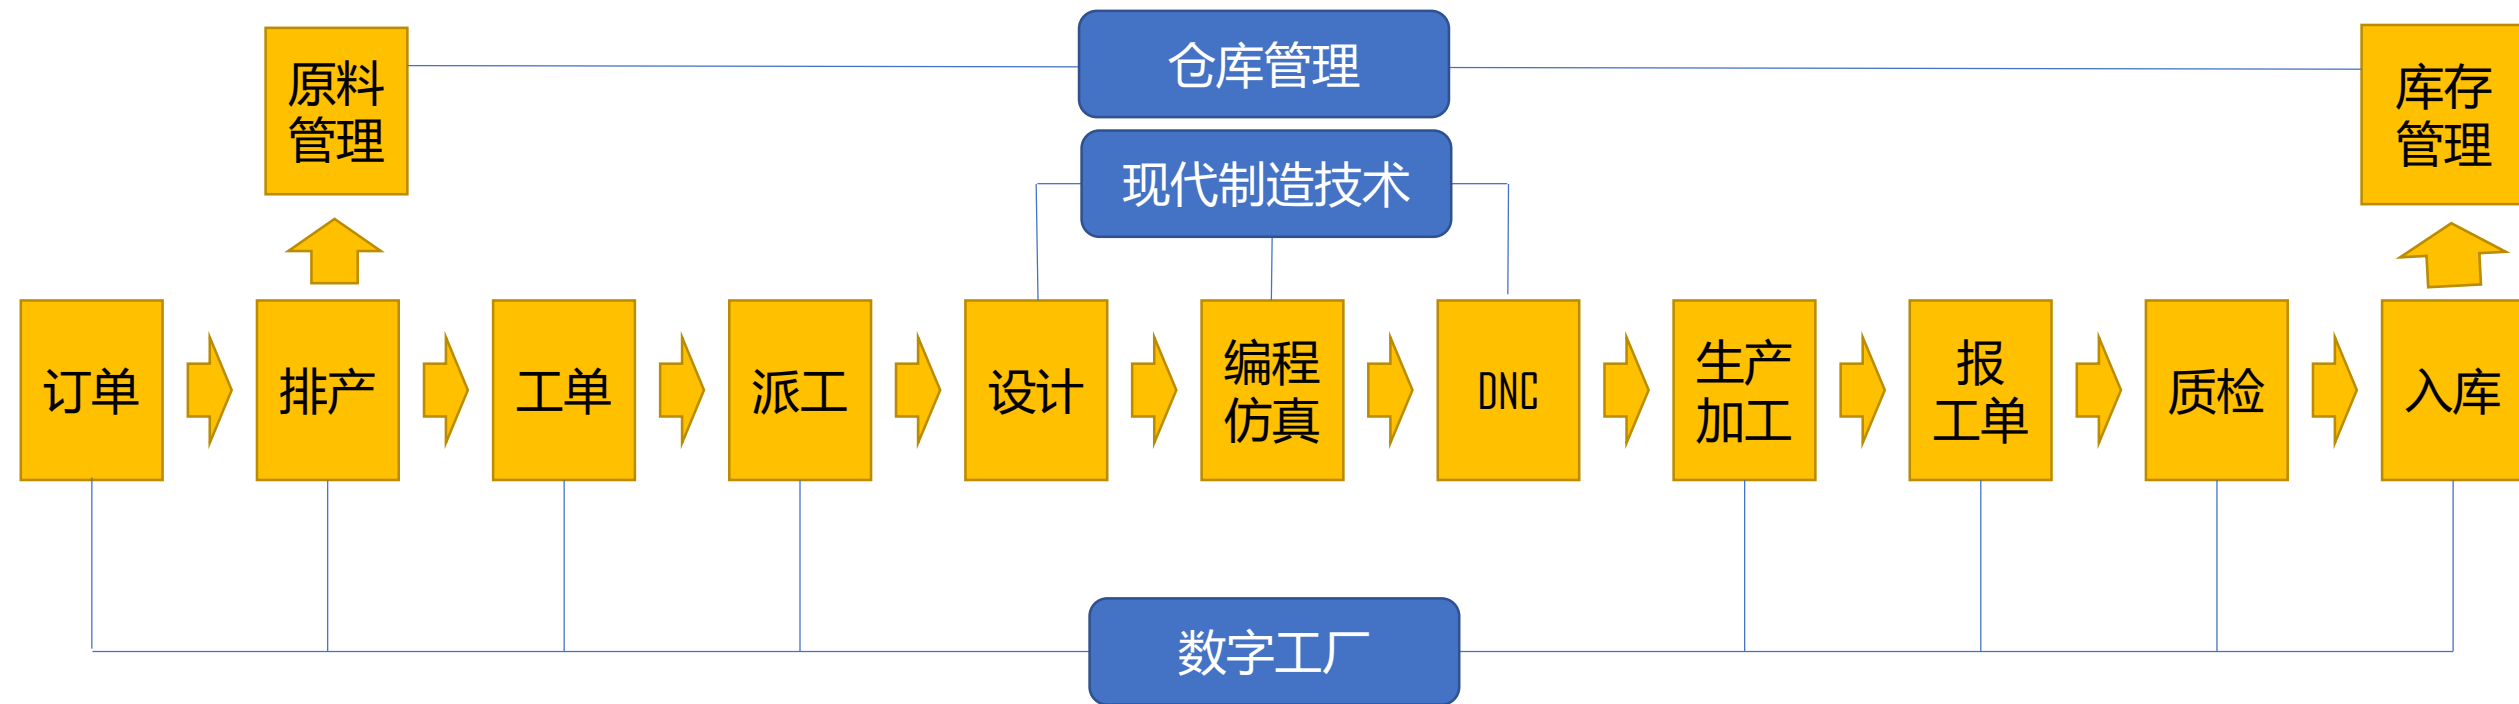 仓库管理
原料
管理
库存
管理
现代制造技术
订单
排产
工单
派工
设计
编程
仿真
DNC
生产
加工
报
工单
质检
入库
数字工厂